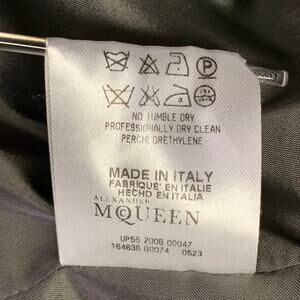 NO TUMBLE DRY
PROFESSIONALLY DRY CLEAN
PERCHLORETHYLENE
MADE IN ITALY
FABRIQUÉ EN ITALIE
HECHO EN ITALIA
ALEXANDER
McQUEEN
UP55 2006 00047
164636 00074 0523